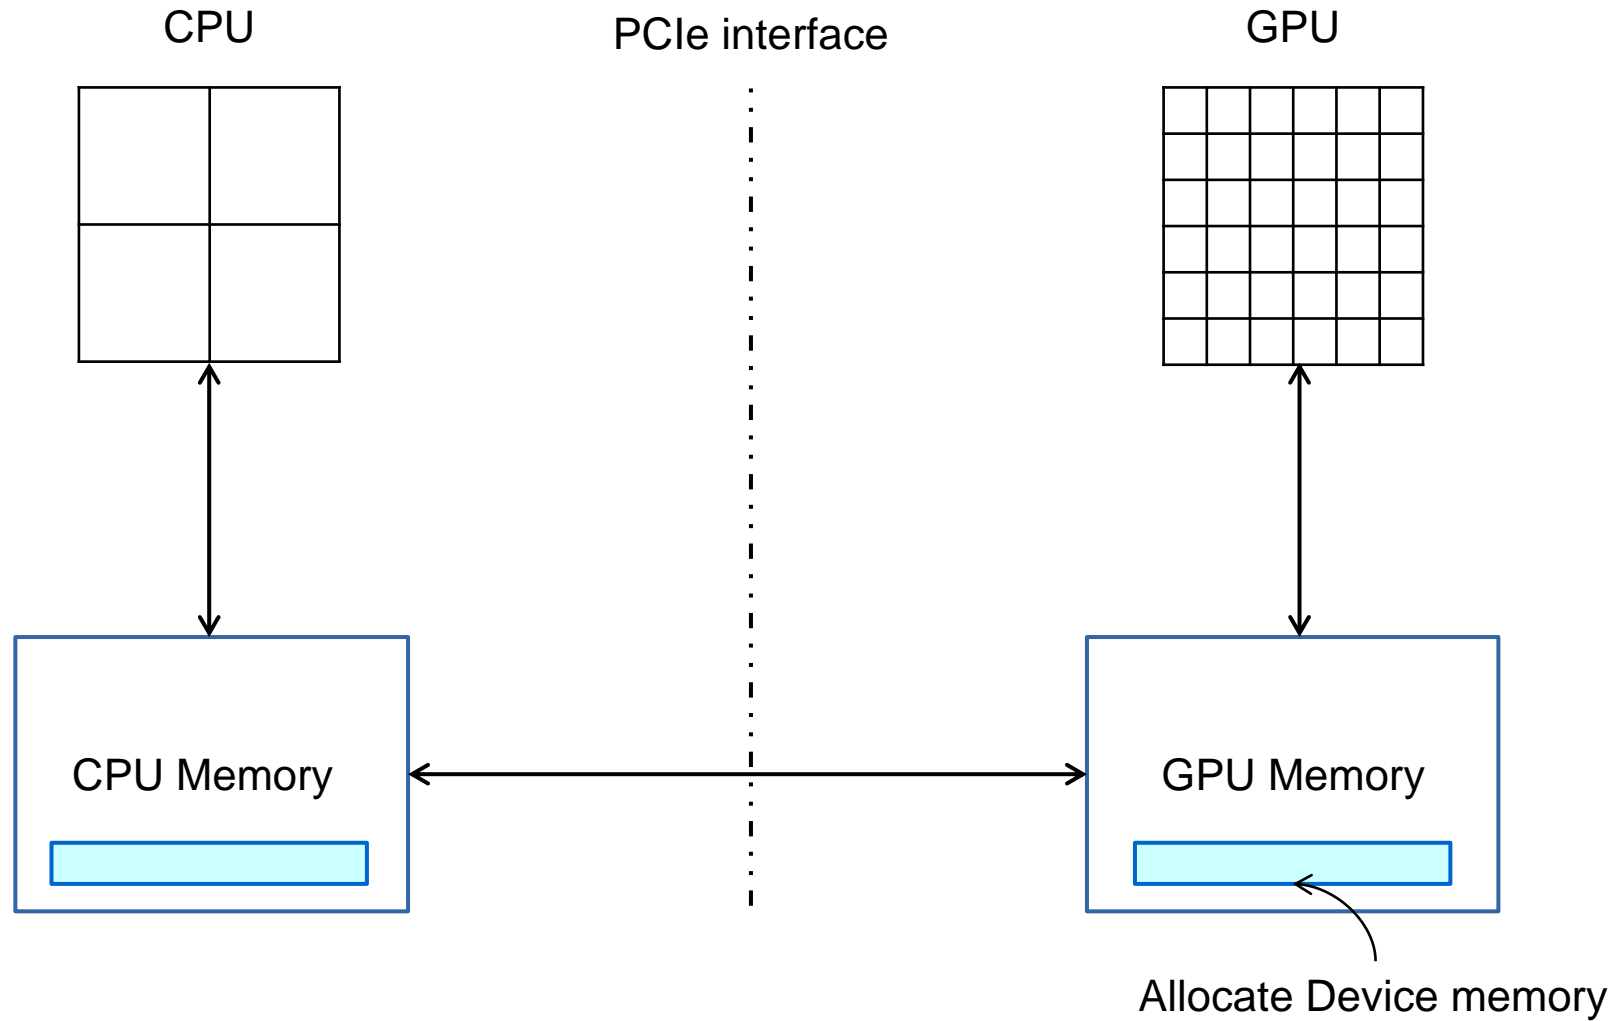 CPU
PCIe interface
GPU
CPU Memory
GPU Memory
Allocate Device memory